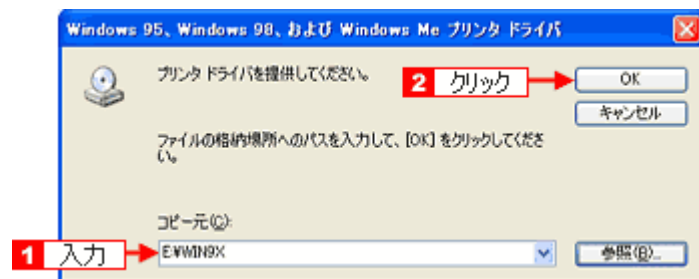 Windows 95、Windows 98、および Windows Me プリンタ ドライバ
プリンタ ドライバを提供してください。
2 クリック
OK
キャンセル
ファイルの格納場所へのパスを入力して、[OK] をクリックしてくださ
い。
コピー元(C):
1 入力
E:¥WIN9X
参照(B)...